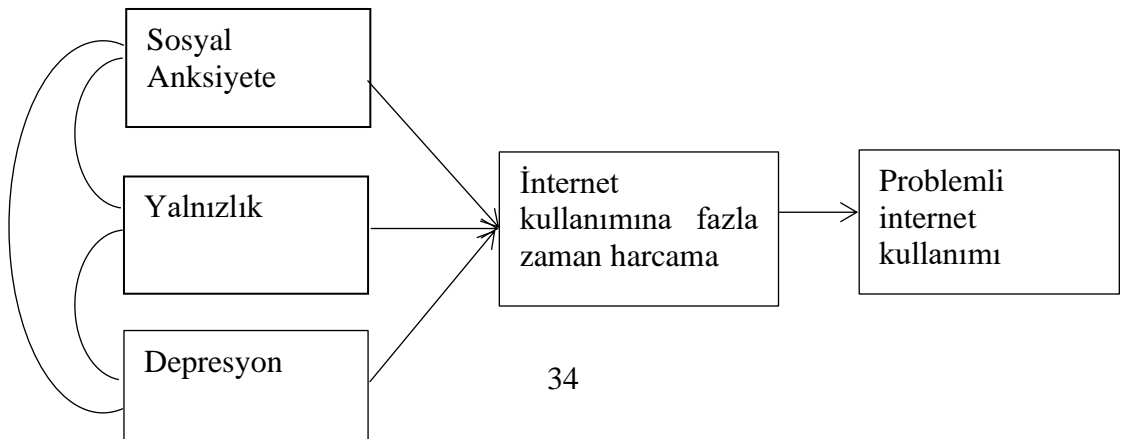 Sosyal
Anksiyete
Yalnızlık
Depresyon
İnternet
kullanımına fazla
zaman harcama
Problemli
internet
kullanımı
34